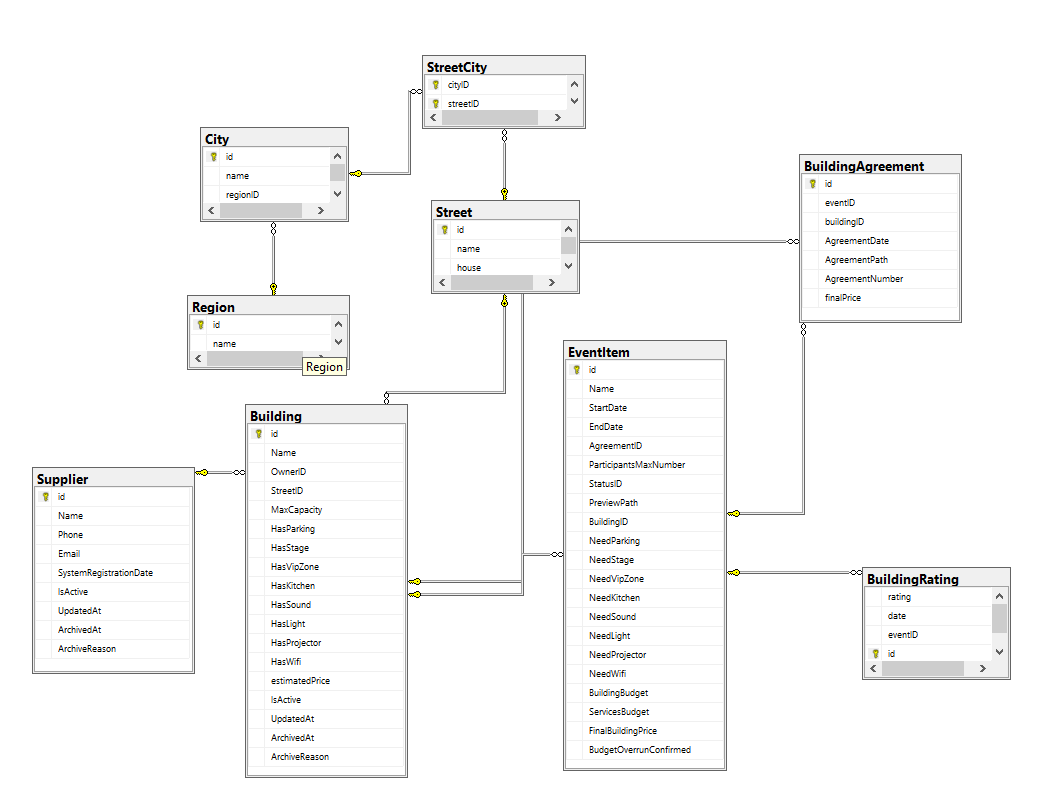 StreetCity
cityID
streetID
City
id
name
regionID
Street
id
name
house
BuildingAgreement
id
eventID
buildingID
AgreementDate
AgreementPath
AgreementNumber
finalPrice
Region
id
name
Region
EventItem
id
Name
StartDate
EndDate
AgreementID
ParticipantsMaxNumber
StatusID
PreviewPath
BuildingID
NeedParking
NeedStage
NeedVipZone
NeedKitchen
NeedSound
NeedLight
NeedProjector
NeedWifi
BuildingBudget
ServicesBudget
FinalBuildingPrice
BudgetOverrunConfirmed
Building
id
Name
OwnerID
StreetID
MaxCapacity
HasParking
HasStage
HasVipZone
HasKitchen
HasSound
HasLight
HasProjector
HasWifi
estimatedPrice
IsActive
UpdatedAt
ArchivedAt
ArchiveReason
Supplier
id
Name
Phone
Email
SystemRegistrationDate
IsActive
UpdatedAt
ArchivedAt
ArchiveReason
BuildingRating
rating
date
eventID
id